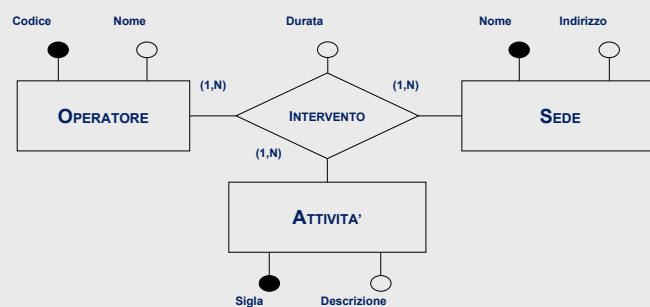 Codice Nome Durata Nome Indirizzo
(1,N) (1,N)
OPERATORE INTERVENTO SEDE
(1,N)
ATTIVITA'
Sigla Descrizione